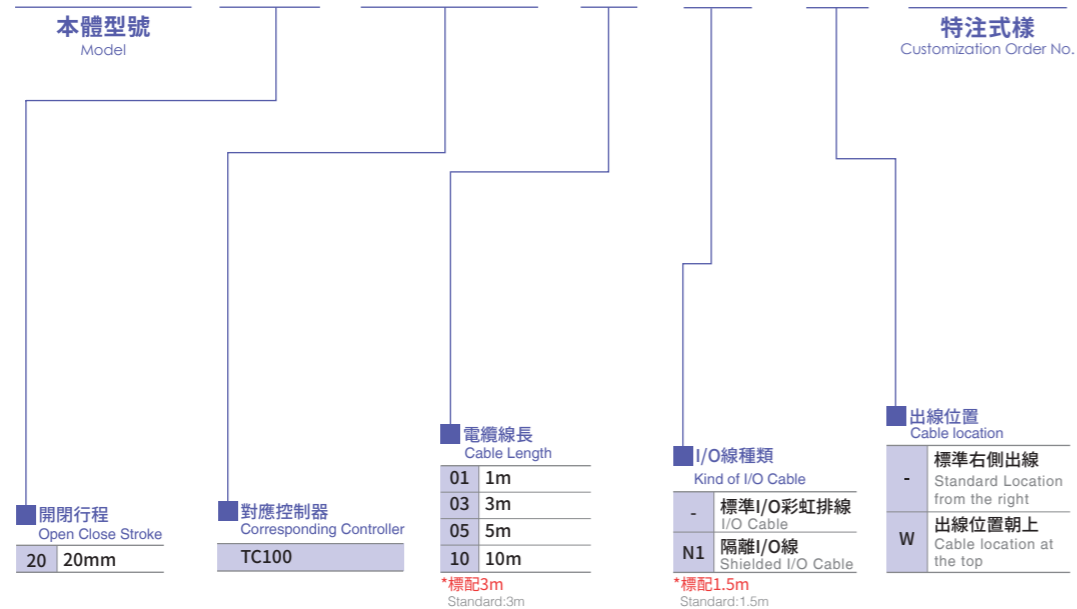 本體型號
Model
特注式樣
Customization Order No.
開閉行程
Open Close Stroke
20 20mm
對應控制器
Corresponding Controller
TC100
電纜線長
Cable Length
01 1m
03 3m
05 5m
10 10m
*標配3m
Standard:3m
I/O線種類
Kind of I/O Cable
- 標準I/O彩虹排線
I/O Cable
N1 隔離I/O線
Shielded I/O Cable
*標配1.5m
Standard:1.5m
出線位置
Cable location
- 標準右側出線
Standard Location
from the right
W 出線位置朝上
Cable location at
the top